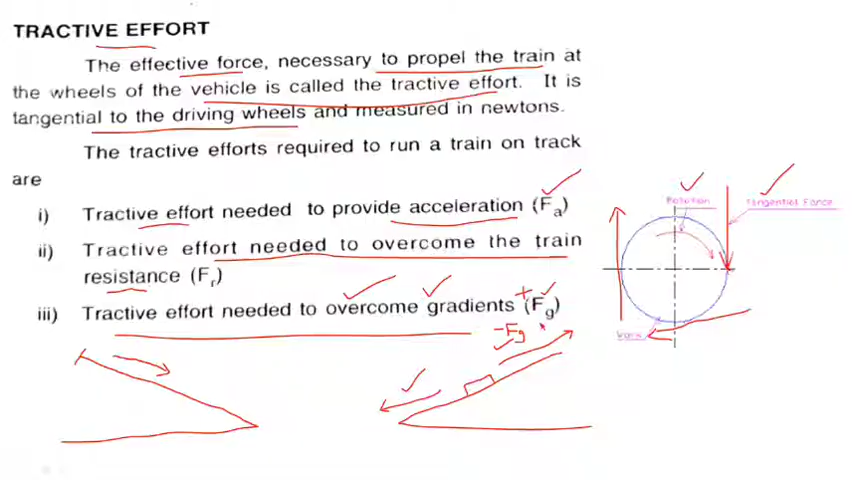 TRACTIVE EFFORT
The effective force, necessary to propel the train at
the wheels of the vehicle is called the tractive effort. It is
tangential to the driving wheels and measured in newtons.
The tractive efforts required to run a train on track
are
i) Tractive effort needed to provide acceleration (Fa)
ii) Tractive effort needed to overcome the train
resistance (Fr)
iii) Tractive effort needed to overcome gradients + (Fg)
-Fg
Rotation
Tangential Force